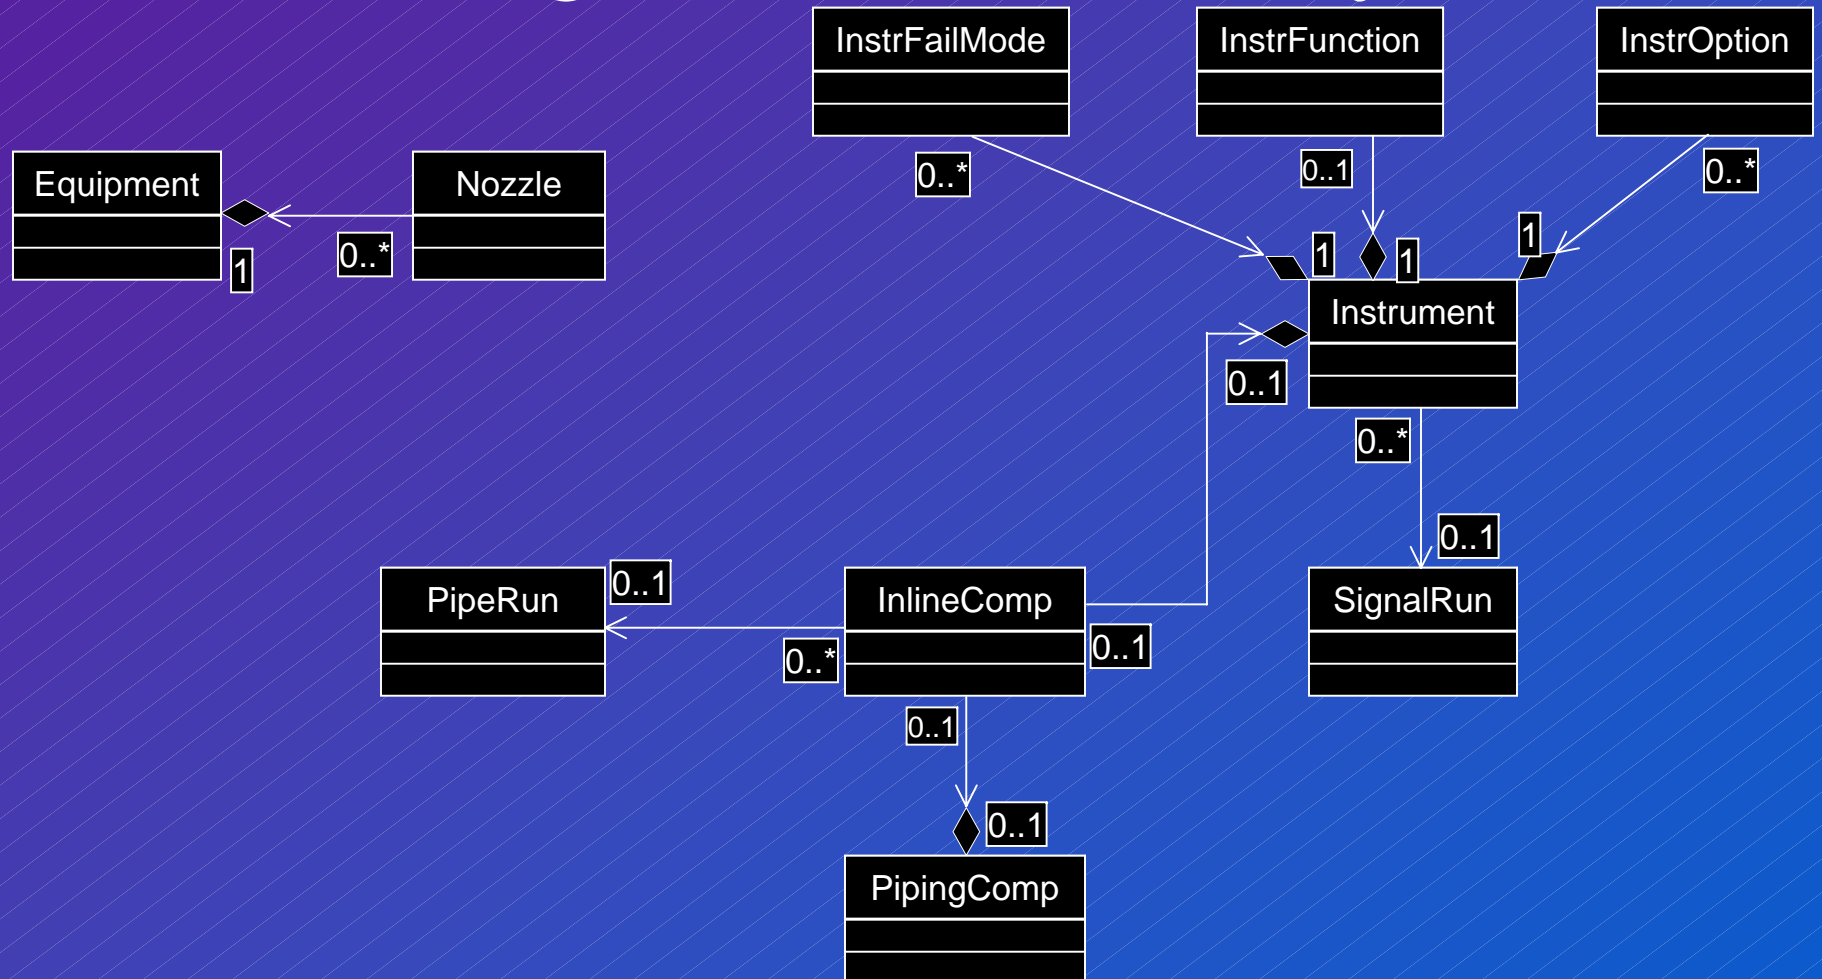 InstrFailMode
InstrFunction
InstrOption
0..*
0..1
0..*
Equipment
Nozzle
1
0..*
1
1
1
Instrument
0..1
0..*
0..1
PipeRun
0..1
InlineComp
SignalRun
0..*
0..1
0..1
0..1
PipingComp